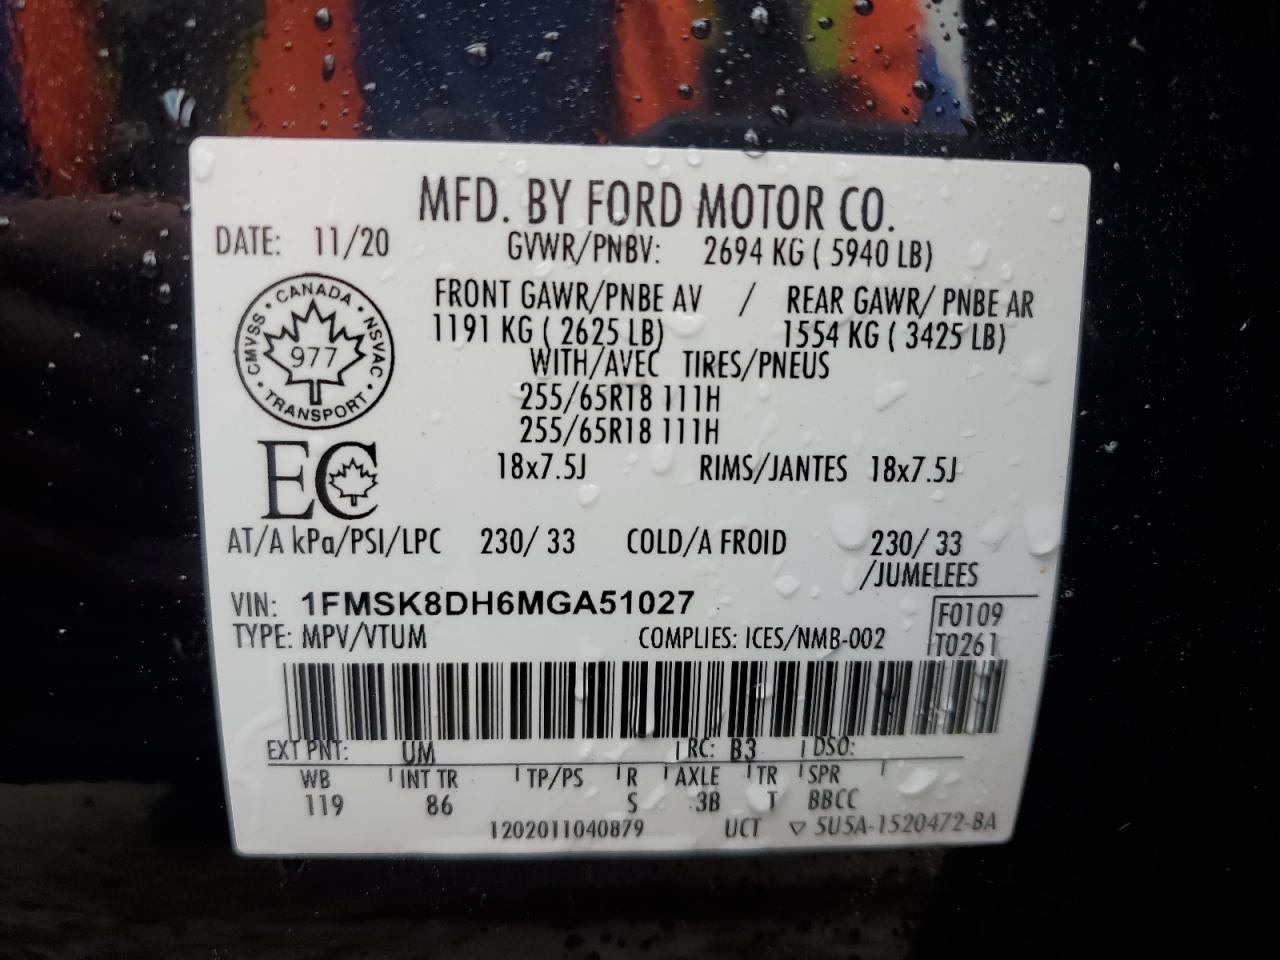 MFD. BY FORD MOTOR CO.
DATE: 11/20
GVWR/PNBV: 2694 KG ( 5940 LB)
FRONT GAWR/PNBE AV / REAR GAWR/ PNBE AR
1191 KG ( 2625 LB) 1554 KG ( 3425 LB)
WITH/AVEC TIRES/PNEUS
255/65R18 111H
255/65R18 111H
18x7.5J RIMS/JANTES 18x7.5J
CANADA
CMVSS • NSVAC
977
TRANSPORT
EC
AT/A kPa/PSI/LPC 230/ 33 COLD/A FROID 230/ 33
/JUMELEES
VIN: 1FMSK8DH6MGA51027
F0109
TYPE: MPV/VTUM COMPLIES: ICES/NMB-002
T0261
EXT PNT: UM RC: B3 DSO:
WB INT TR TP/PS R AXLE TR SPR
119 86 S 3B T BBCC
1202011040879 UCT ▽ 5U5A-1520472-BA